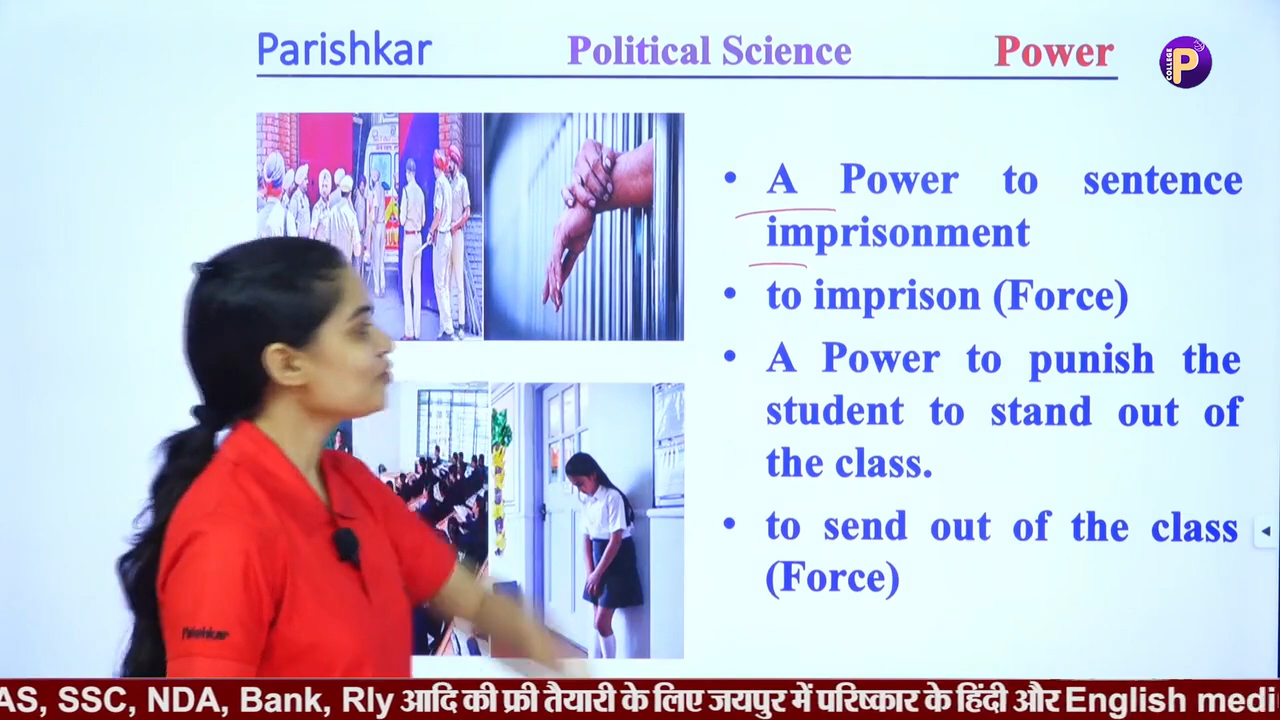 Parishkar Political Science Power
COLLEGE P
• A Power to sentence
imprisonment
• to imprison (Force)
• A Power to punish the
student to stand out of
the class.
• to send out of the class
(Force)
Parishkar
AS, SSC, NDA, Bank, Rly आदि की फ्री तैयारी के लिए जयपुर में परिष्कार के हिंदी और English medi